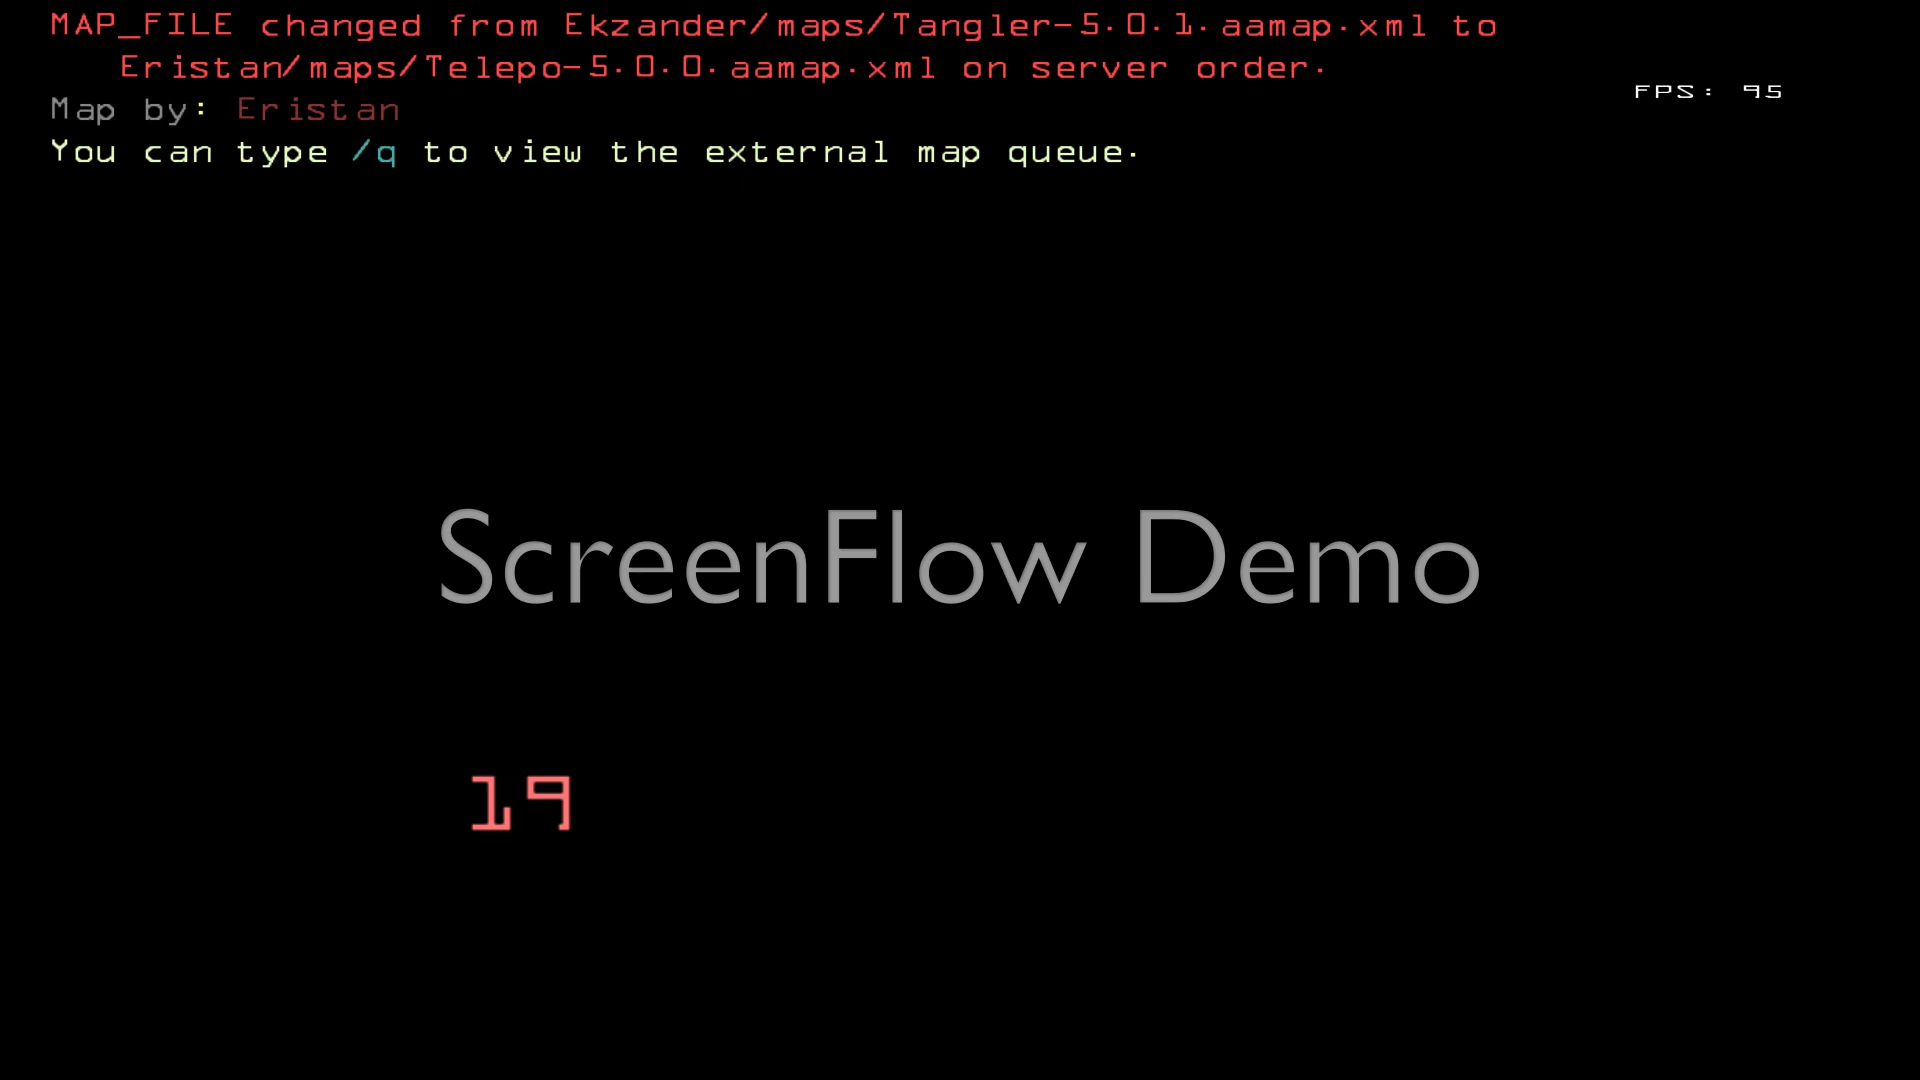 MAP_FILE changed from Ekzander/maps/Tangler-5.0.1.aamap.xml to
Eristan/maps/Telepo-5.0.0.aamap.xml on server order.
FPS: 95
Map by: Eristan
You can type /q to view the external map queue.
ScreenFlow Demo
19